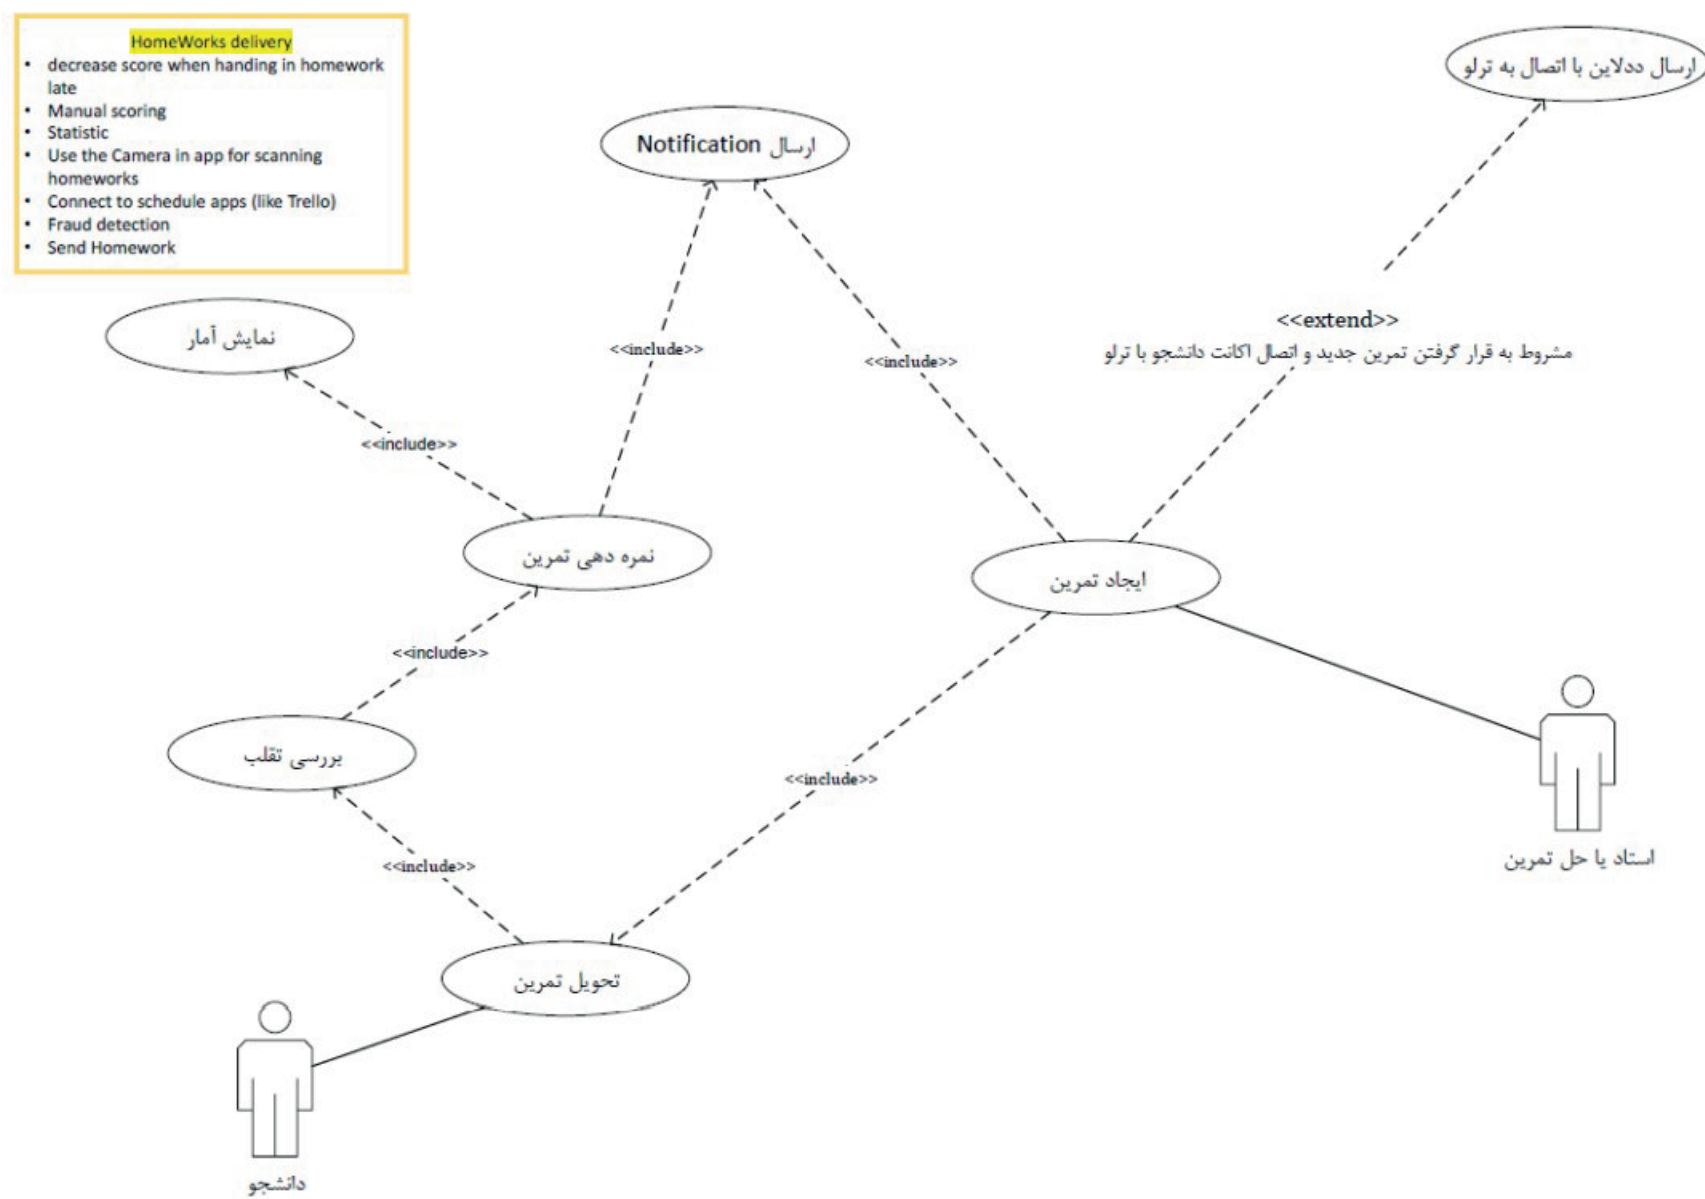 HomeWorks delivery
• decrease score when handing in homework
late
• Manual scoring
• Statistic
• Use the Camera in app for scanning
homeworks
• Connect to schedule apps (like Trello)
• Fraud detection
• Send Homework
ارسال ددلاین با اتصال به ترلو
ارسال Notification
<<extend>>
مشروط به قرار گرفتن تمرین جدید و اتصال اکانت دانشجو با ترلو
نمایش آمار
<<include>>
<<include>>
<<include>>
نمره دهی تمرین
ایجاد تمرین
<<include>>
بررسی تقلب
<<include>>
<<include>>
استاد یا حل تمرین
تحویل تمرین
دانشجو